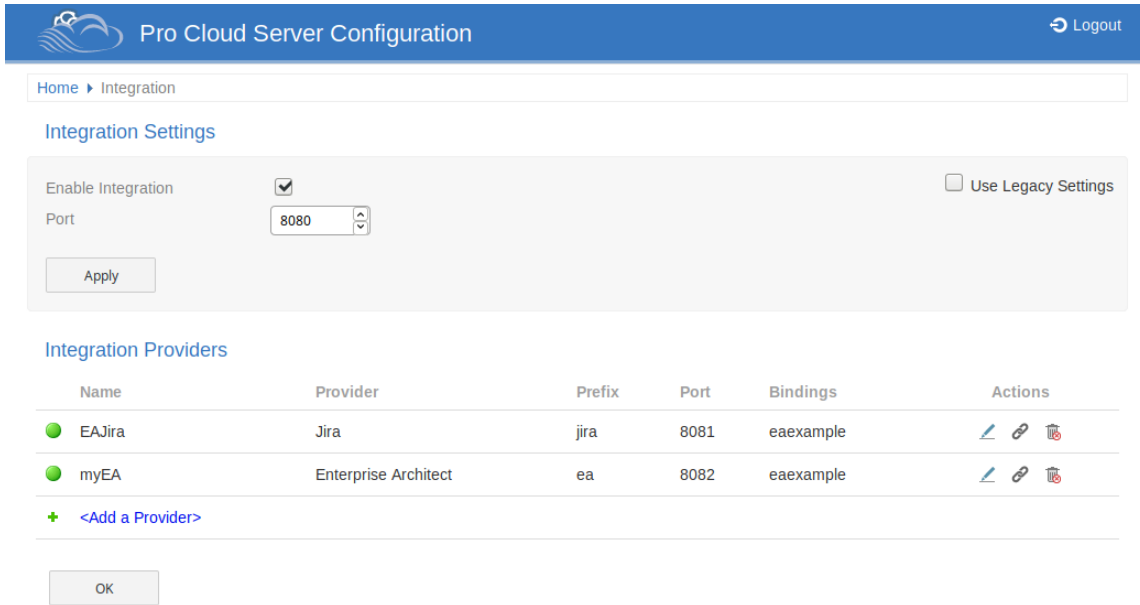 Pro Cloud Server Configuration
Logout
Home Integration
Integration Settings
Enable Integration
Use Legacy Settings
Port 8080
Apply
Integration Providers
Name Provider Prefix Port Bindings Actions
EAJira Jira jira 8081 eaexample
myEA Enterprise Architect ea 8082 eaexample
<Add a Provider>
OK